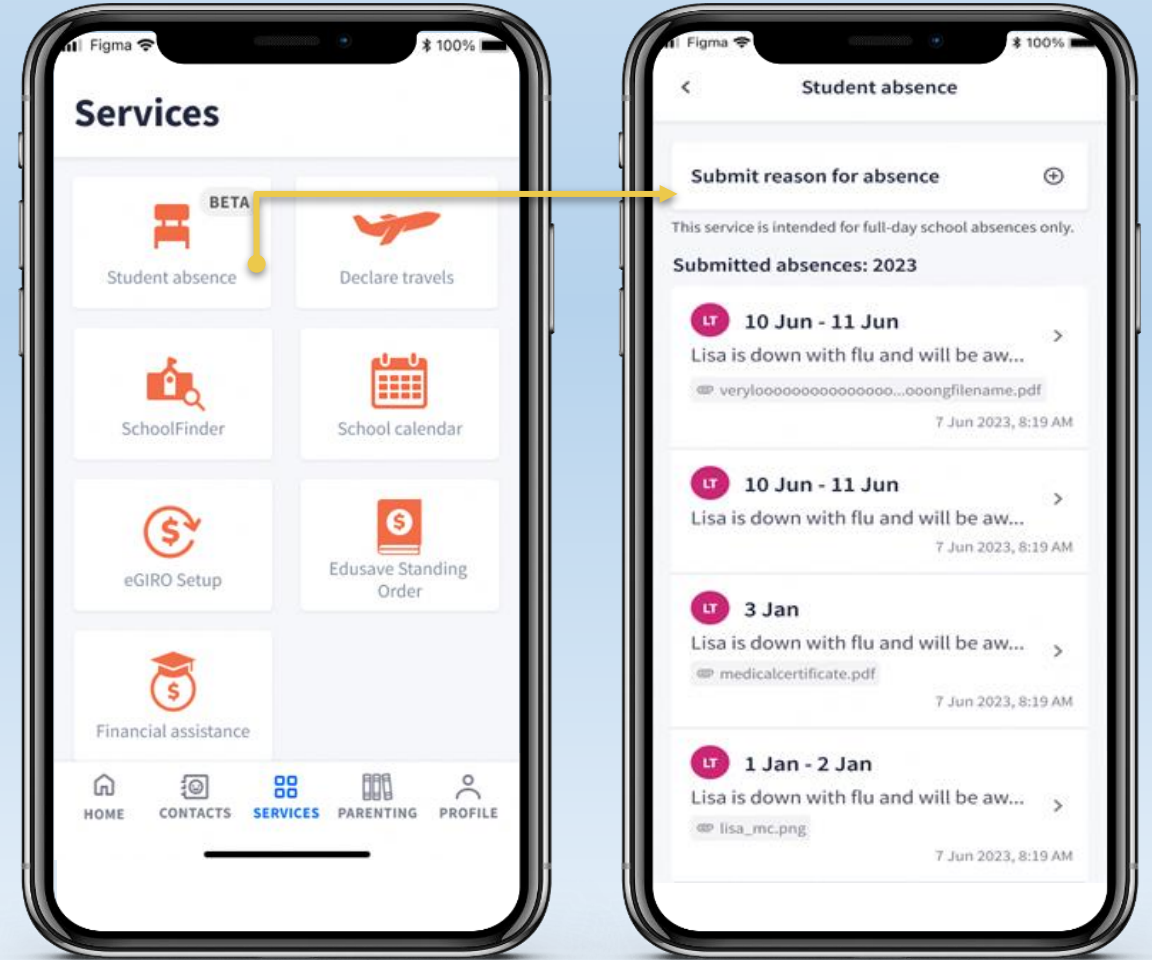 Figma
100%
Services
BETA
Student absence
Declare travels
SchoolFinder
School calendar
eGIRO Setup
Edusave Standing
Order
Financial assistance
HOME
CONTACTS
SERVICES
PARENTING
PROFILE
Figma
100%
Student absence
Submit reason for absence
This service is intended for full-day school absences only.
Submitted absences: 2023
LT
10 Jun - 11 Jun
Lisa is down with flu and will be aw...
verylooooooooooooooo...ooongfilename.pdf
7 Jun 2023, 8:19 AM
LT
10 Jun - 11 Jun
Lisa is down with flu and will be aw...
7 Jun 2023, 8:19 AM
LT
3 Jan
Lisa is down with flu and will be aw...
medicalcertificate.pdf
7 Jun 2023, 8:19 AM
LT
1 Jan - 2 Jan
Lisa is down with flu and will be aw...
lisa_mc.png
7 Jun 2023, 8:19 AM